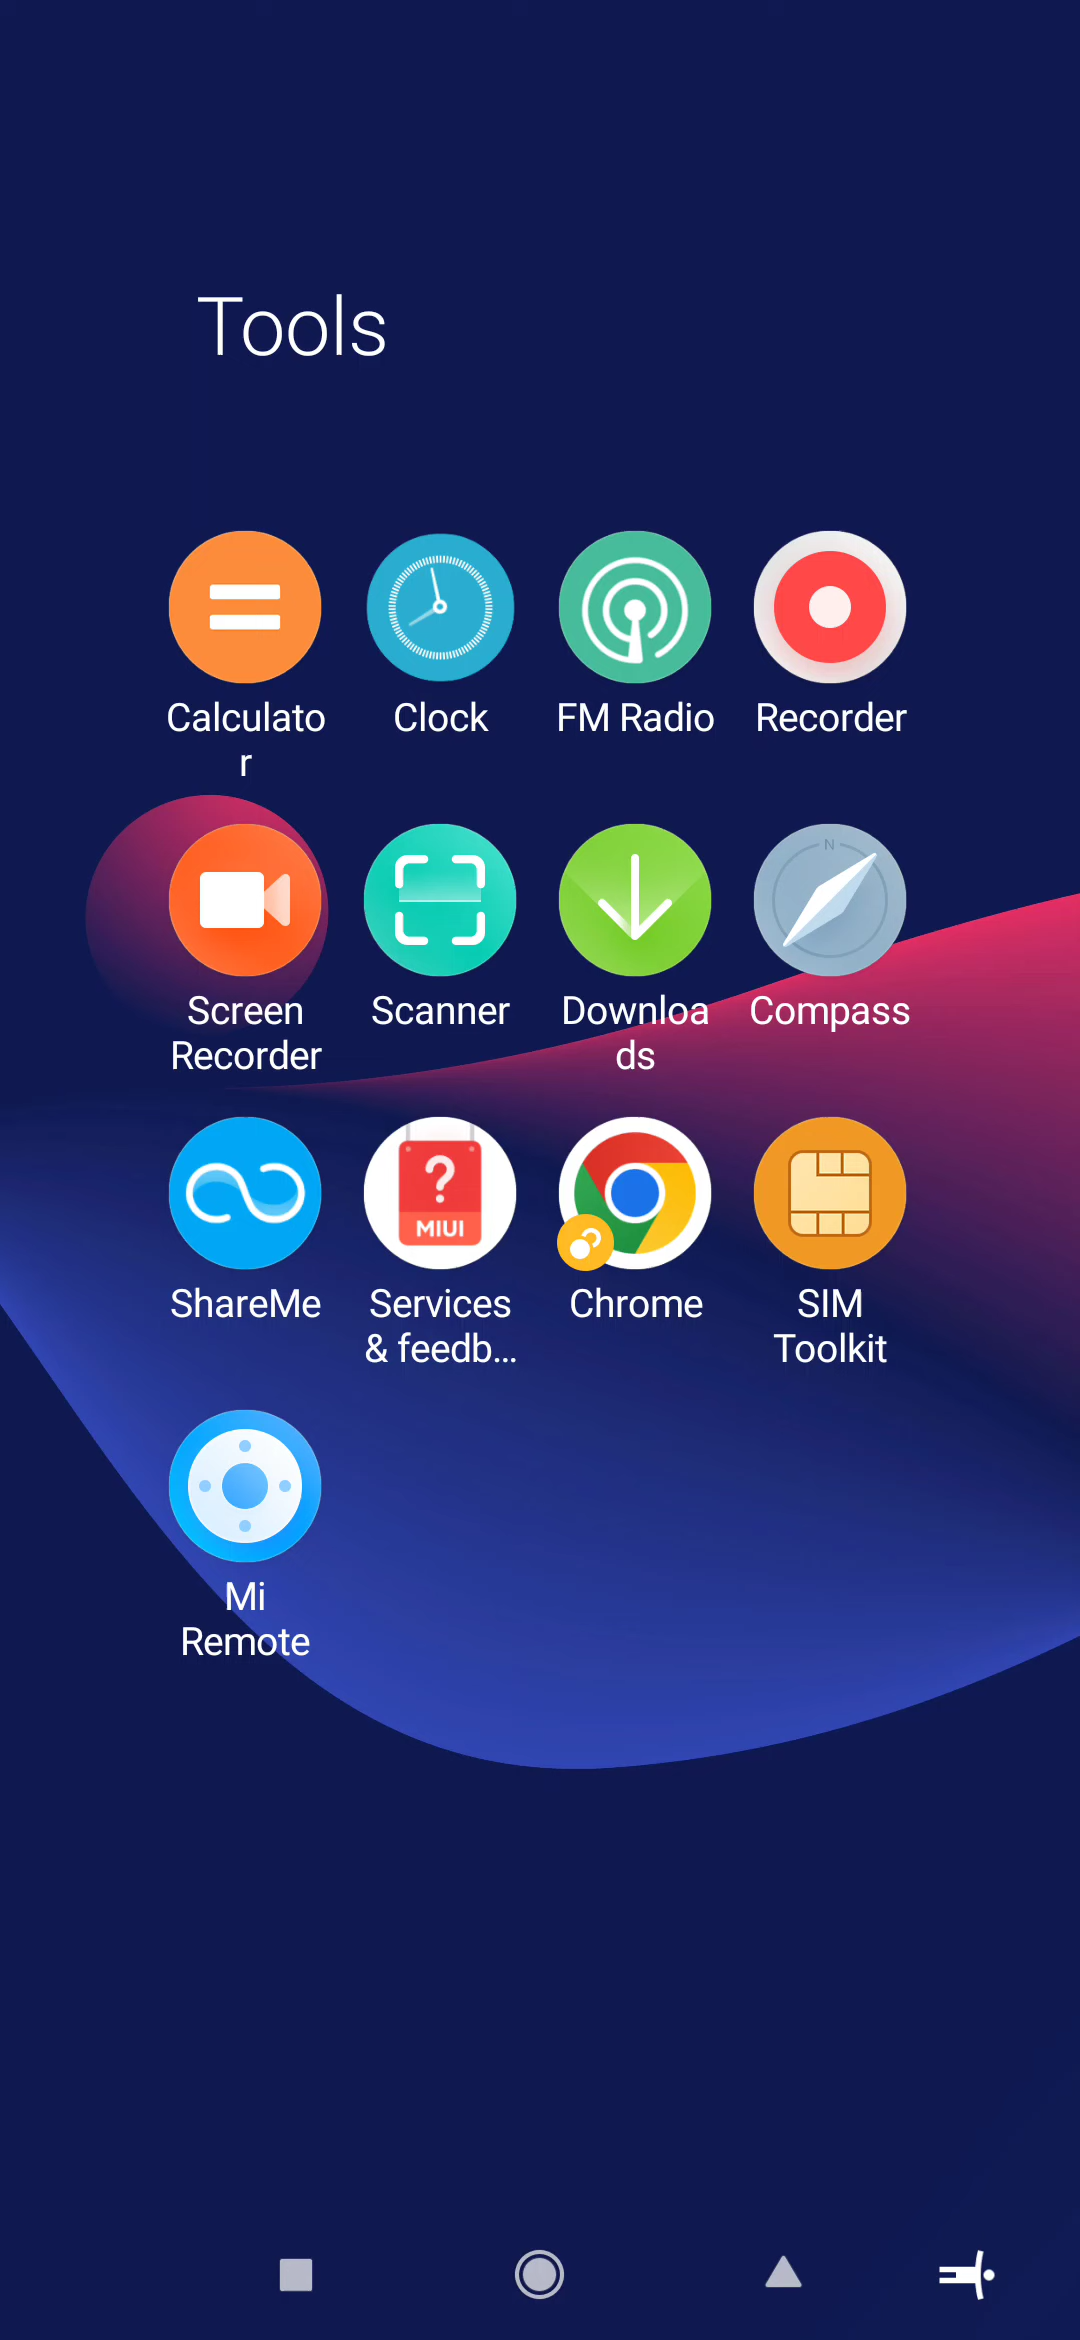 Tools
Calculato
r
Clock
FM Radio
Recorder
N
Screen
Recorder
Scanner
Downloa
ds
Compass
MIUI
ShareMe
Services
& feedb...
Chrome
SIM
Toolkit
Mi
Remote